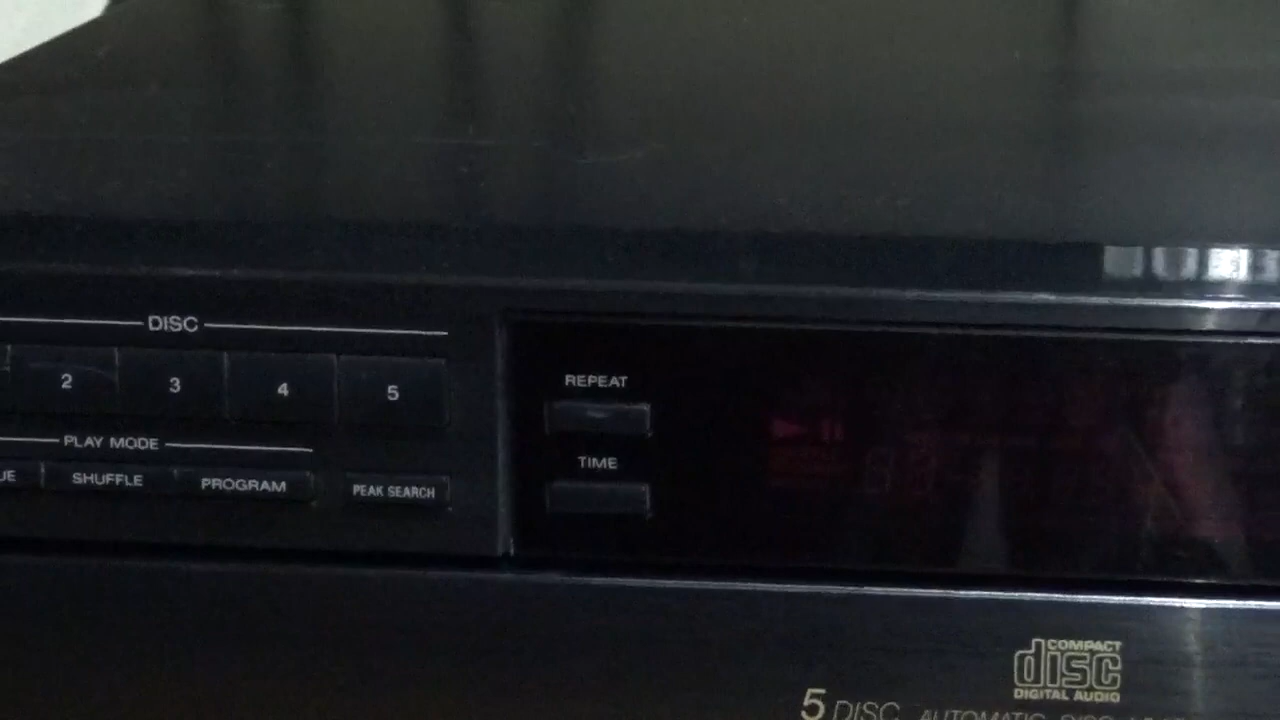 DISC
2 3 4 5
PLAY MODE
UE SHUFFLE PROGRAM PEAK SEARCH
REPEAT
TIME
COMPACT
disc
DIGITAL AUDIO
5 DISC AUTOMATIC